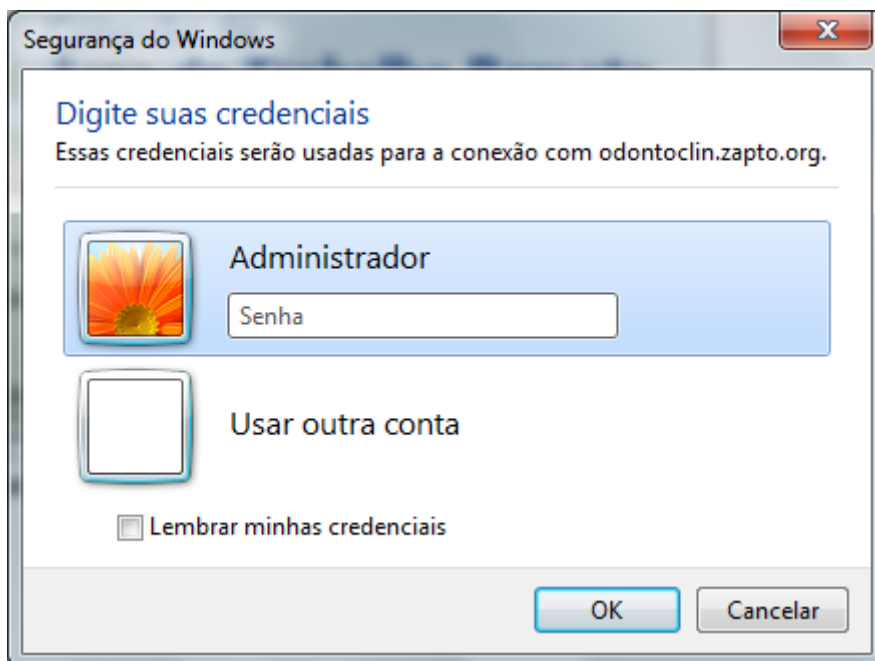 Segurança do Windows
Digite suas credenciais
Essas credenciais serão usadas para a conexão com odontoclin.zapto.org.
Administrador
Senha
Usar outra conta
Lembrar minhas credenciais
OK
Cancelar